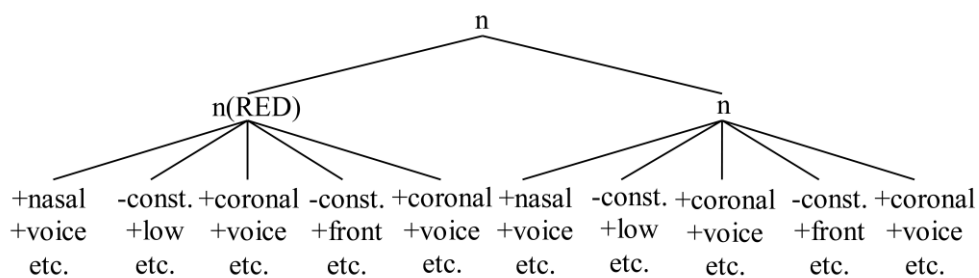 n
n(RED) n
+nasal -const. +coronal -const. +coronal +nasal -const. +coronal -const. +coronal
+voice +low +voice +front +voice +voice +low +voice +front +voice
etc. etc. etc. etc. etc. etc. etc. etc. etc. etc.